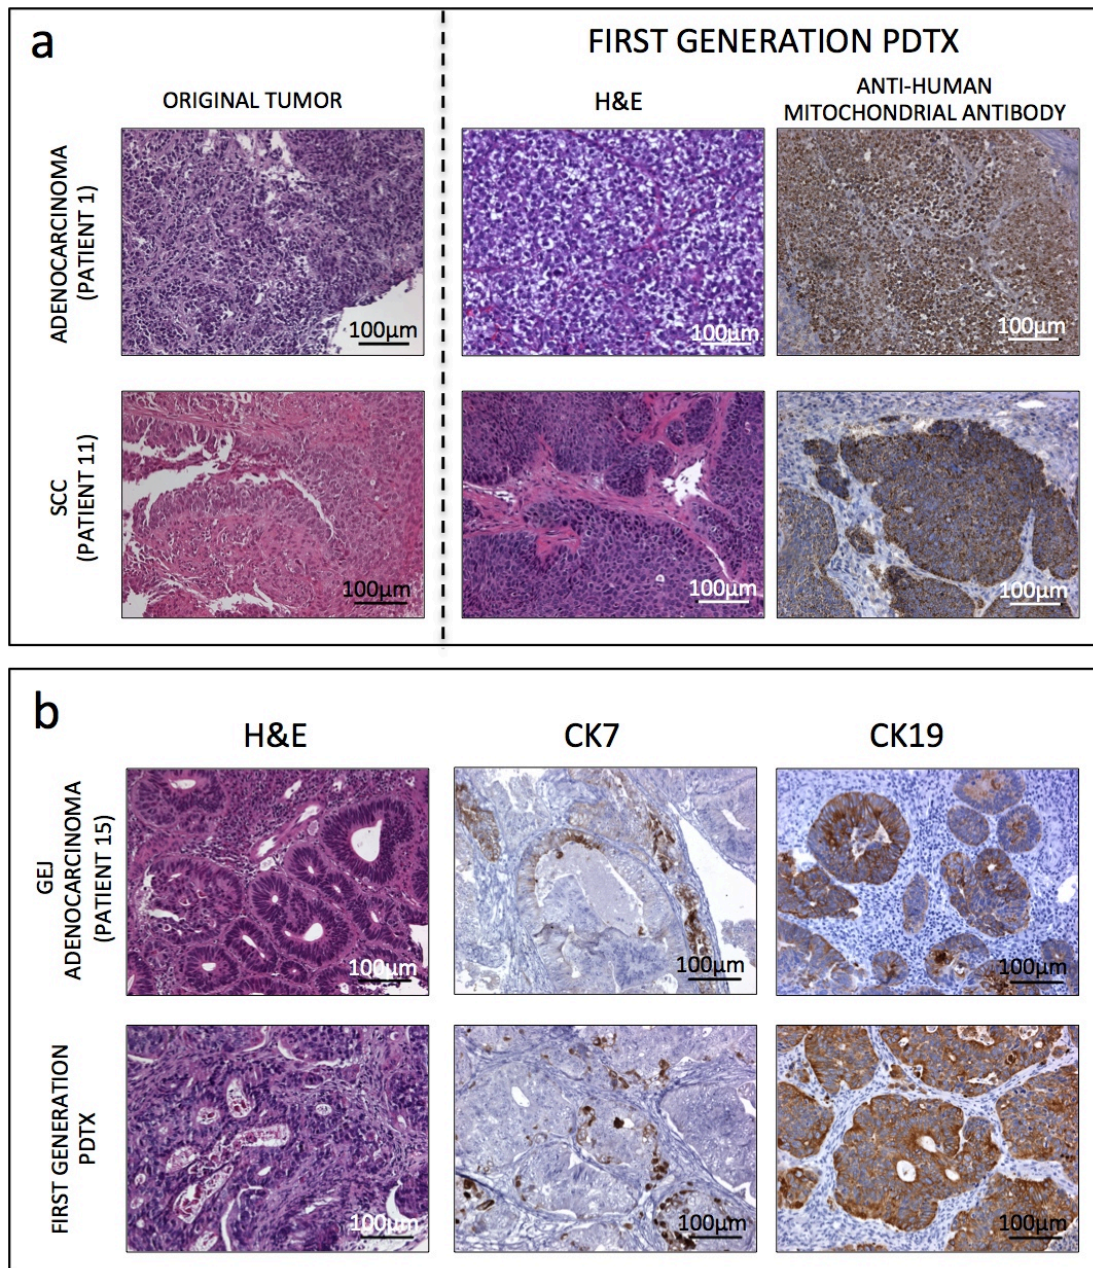 a
FIRST GENERATION PDTX
ORIGINAL TUMOR
H&E
ANTI-HUMAN
MITOCHONDRIAL ANTIBODY
ADENOCARCINOMA
(PATIENT 1)
100µm
100µm
100µm
SCC
(PATIENT 11)
100µm
100µm
100µm
b
H&E
CK7
CK19
GEJ
ADENOCARCINOMA
(PATIENT 15)
100µm
100µm
100µm
FIRST GENERATION
PDTX
100µm
100µm
100µm